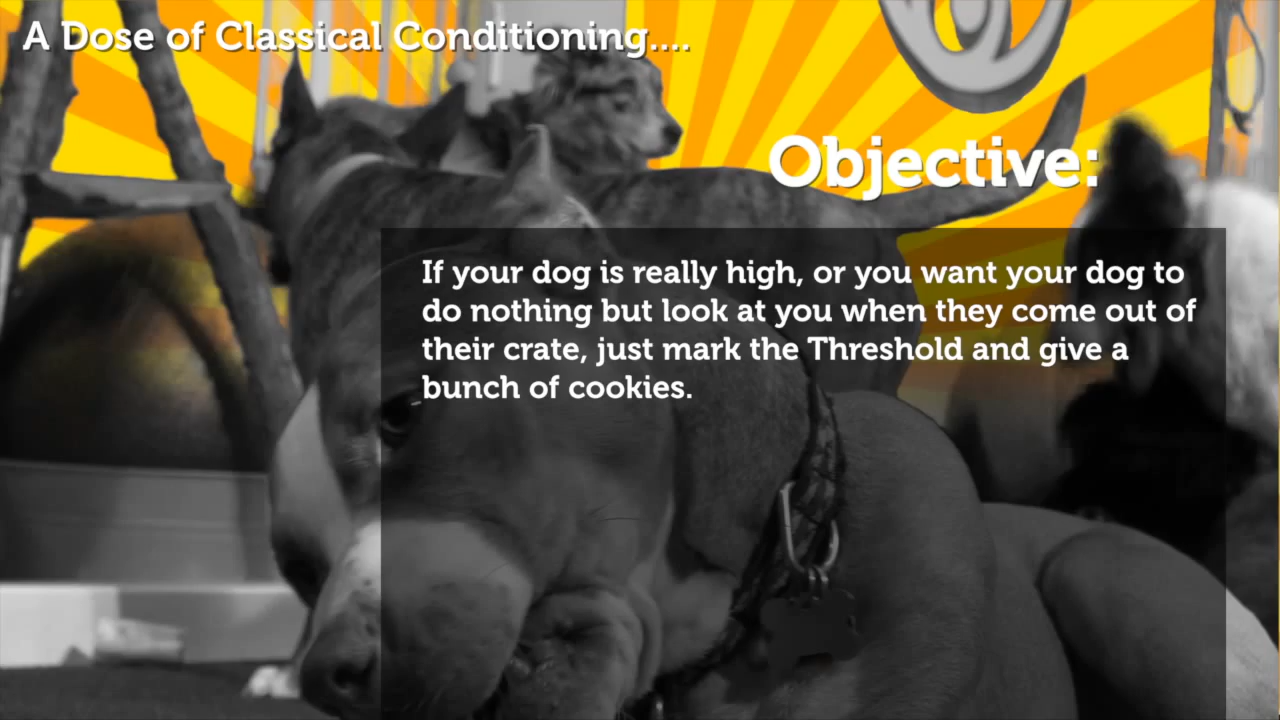 A Dose of Classical Conditioning....
Objective:
If your dog is really high, or you want your dog to
do nothing but look at you when they come out of
their crate, just mark the Threshold and give a
bunch of cookies.